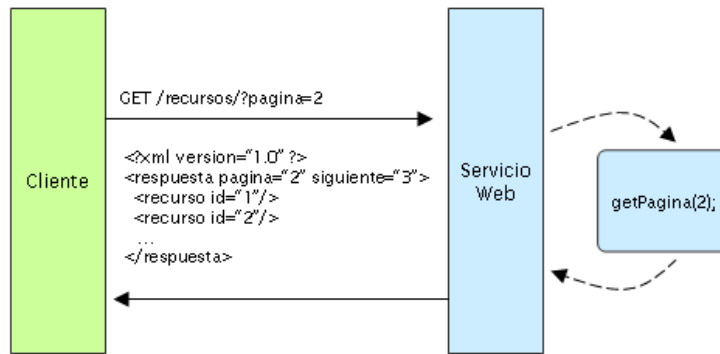 GET /recursos/?pagina=2
Cliente
<?xml version="1.0" ?>
<respuesta pagina="2" siguiente="3">
<recurso id="1"/>
<recurso id="2"/>
...
</respuesta>
Servicio
Web
getPagina(2);